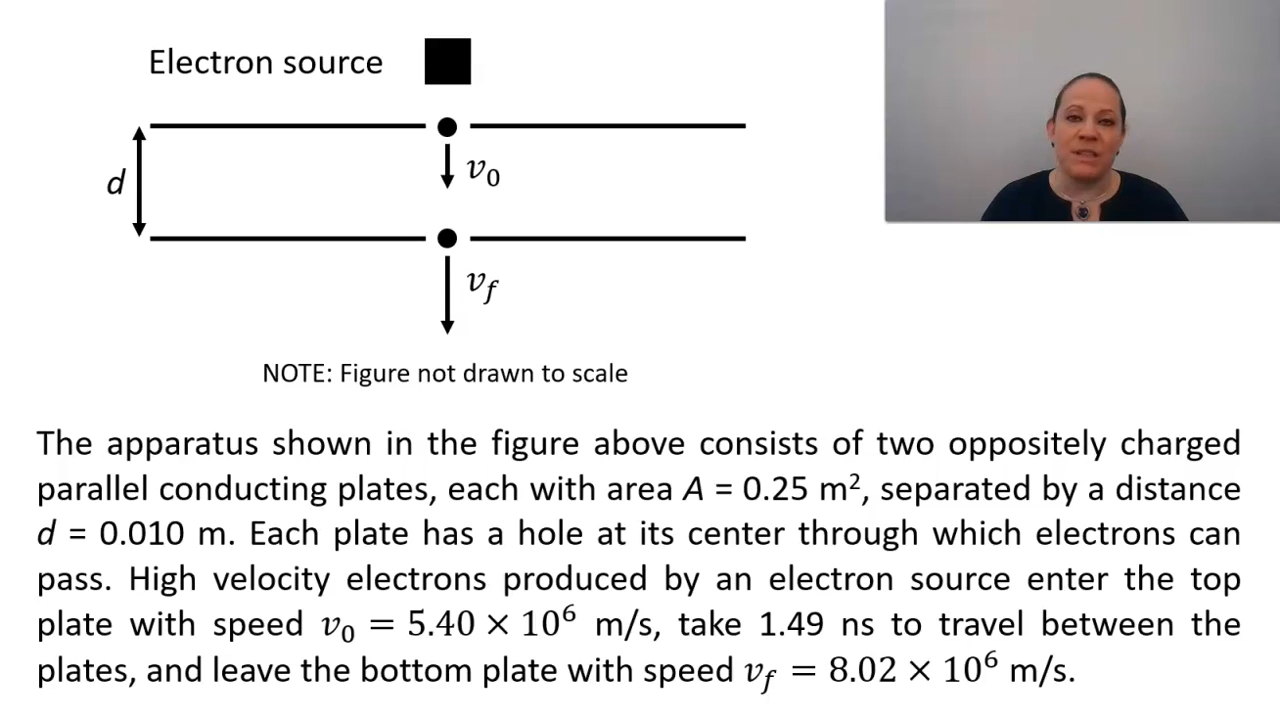 Electron source
d
v₀
v_f
NOTE: Figure not drawn to scale
The apparatus shown in the figure above consists of two oppositely charged
parallel conducting plates, each with area A = 0.25 m², separated by a distance
d = 0.010 m. Each plate has a hole at its center through which electrons can
pass. High velocity electrons produced by an electron source enter the top
plate with speed v₀ = 5.40 × 10⁶ m/s, take 1.49 ns to travel between the
plates, and leave the bottom plate with speed v_f = 8.02 × 10⁶ m/s.